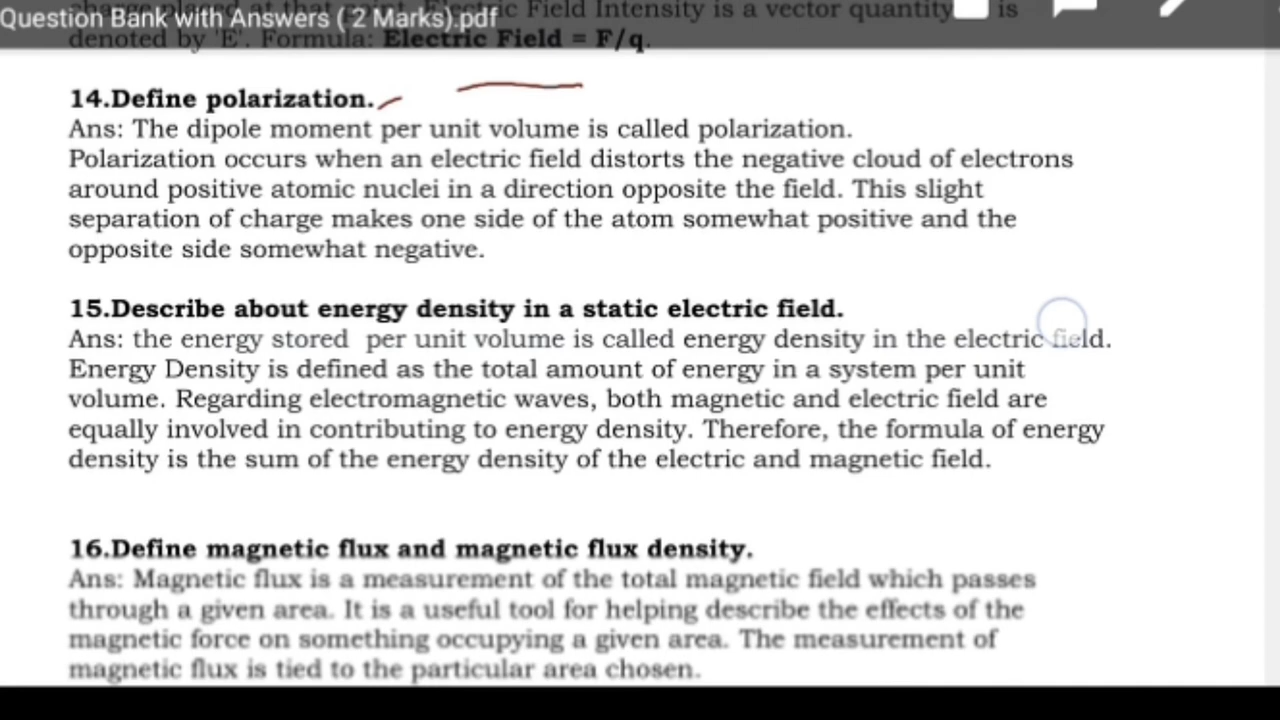 Question Bank with Answers ( 2 Marks).pdf
Field Intensity is a vector quantity is
denoted by 'E'. Formula: Electric Field = F/q.
14.Define polarization.
Ans: The dipole moment per unit volume is called polarization.
Polarization occurs when an electric field distorts the negative cloud of electrons
around positive atomic nuclei in a direction opposite the field. This slight
separation of charge makes one side of the atom somewhat positive and the
opposite side somewhat negative.
15.Describe about energy density in a static electric field.
Ans: the energy stored  per unit volume is called energy density in the electric field.
Energy Density is defined as the total amount of energy in a system per unit
volume. Regarding electromagnetic waves, both magnetic and electric field are
equally involved in contributing to energy density. Therefore, the formula of energy
density is the sum of the energy density of the electric and magnetic field.
16.Define magnetic flux and magnetic flux density.
Ans: Magnetic flux is a measurement of the total magnetic field which passes
through a given area. It is a useful tool for helping describe the effects of the
magnetic force on something occupying a given area. The measurement of
magnetic flux is tied to the particular area chosen.